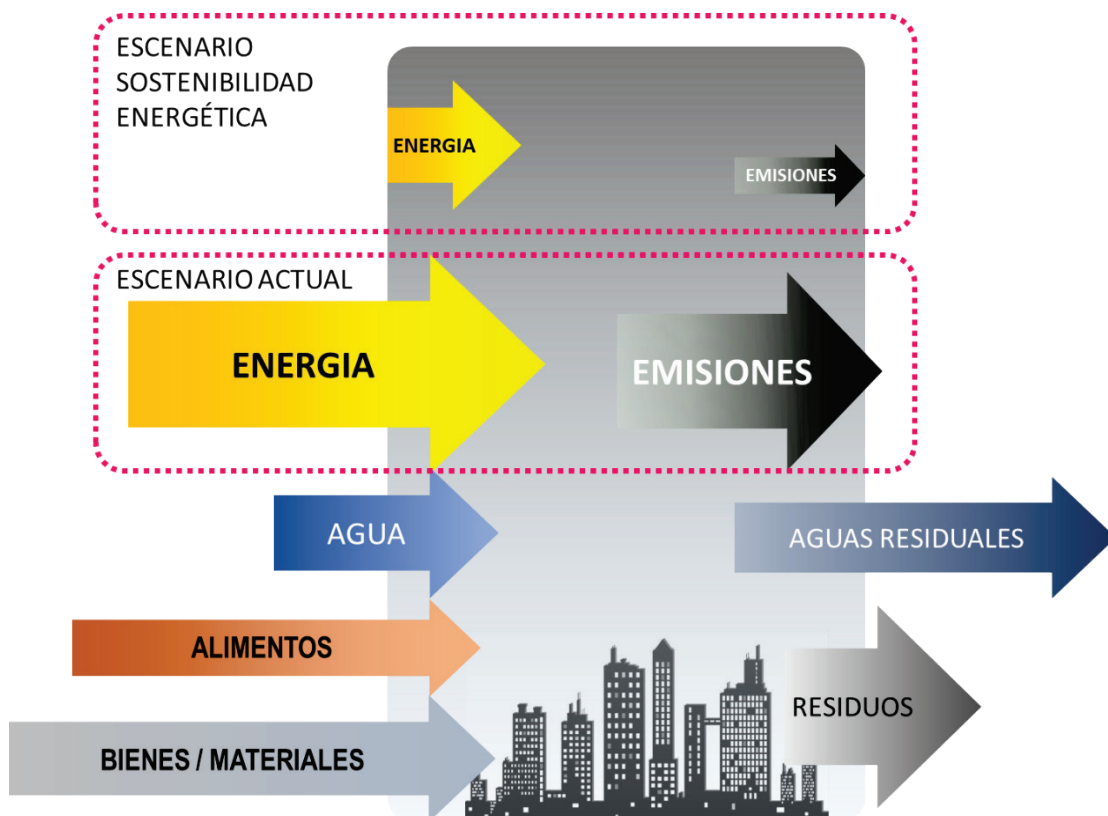 ESCENARIO
SOSTENIBILIDAD
ENERGÉTICA
ENERGIA
EMISIONES
ESCENARIO ACTUAL
ENERGIA
EMISIONES
AGUA
AGUAS RESIDUALES
ALIMENTOS
RESIDUOS
BIENES / MATERIALES